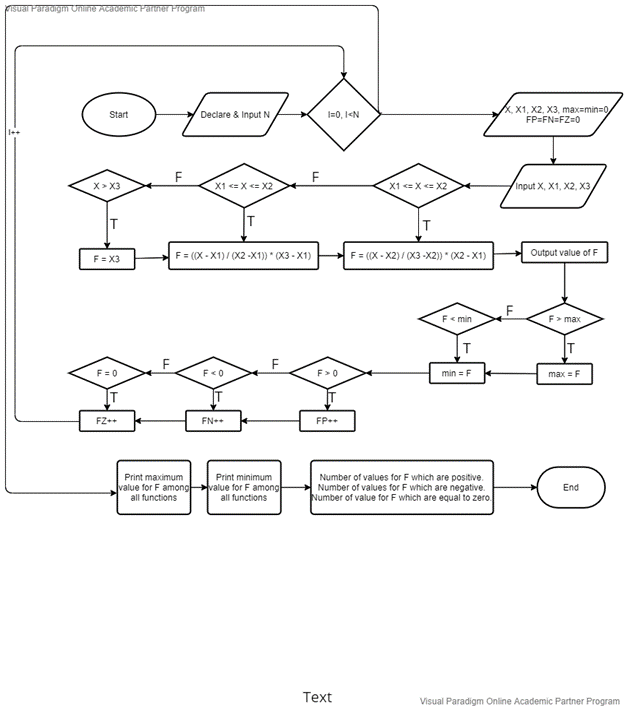 Visual Paradigm Online Academic Partner Program
I++
Start
Declare & Input N
I=0, I<N
X, X1, X2, X3, max=min=0,
FP=FN=FZ=0
X > X3
F
X1 <= X <= X2
F
X1 <= X <= X2
Input X, X1, X2, X3
T
T
T
F = X3
F = ((X - X1) / (X2 -X1)) * (X3 - X1)
F = ((X - X2) / (X3 -X2)) * (X2 - X1)
Output value of F
F < min
F
F > max
T
T
F = 0
F
F < 0
F
F > 0
min = F
max = F
T
T
T
FZ++
FN++
FP++
Print maximum
value for F among
all functions
Print minimum
value for F among
all functions
Number of values for F which are positive.
Number of values for F which are negative.
Number of value for F which are equal to zero.
End
Text
Visual Paradigm Online Academic Partner Program